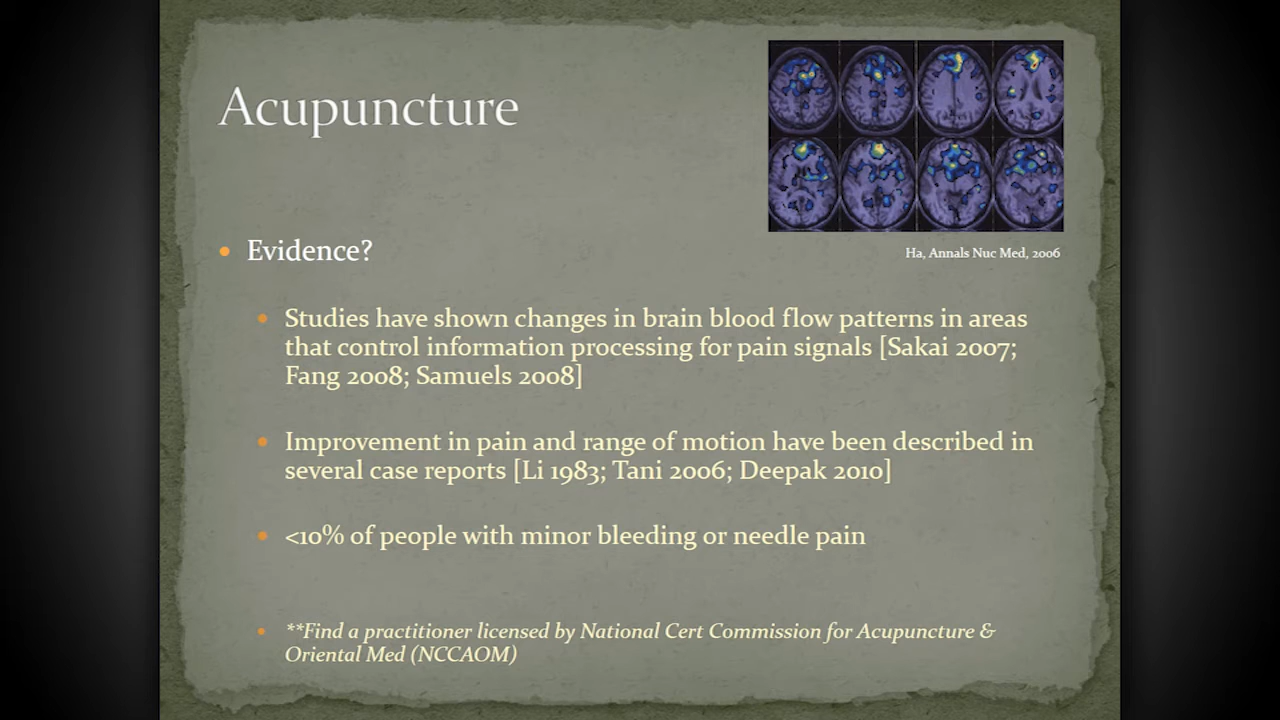 Acupuncture
Ha, Annals Nuc Med, 2006
Evidence?
Studies have shown changes in brain blood flow patterns in areas
that control information processing for pain signals [Sakai 2007;
Fang 2008; Samuels 2008]
Improvement in pain and range of motion have been described in
several case reports [Li 1983; Tani 2006; Deepak 2010]
<10% of people with minor bleeding or needle pain
**Find a practitioner licensed by National Cert Commission for Acupuncture &
Oriental Med (NCCAOM)